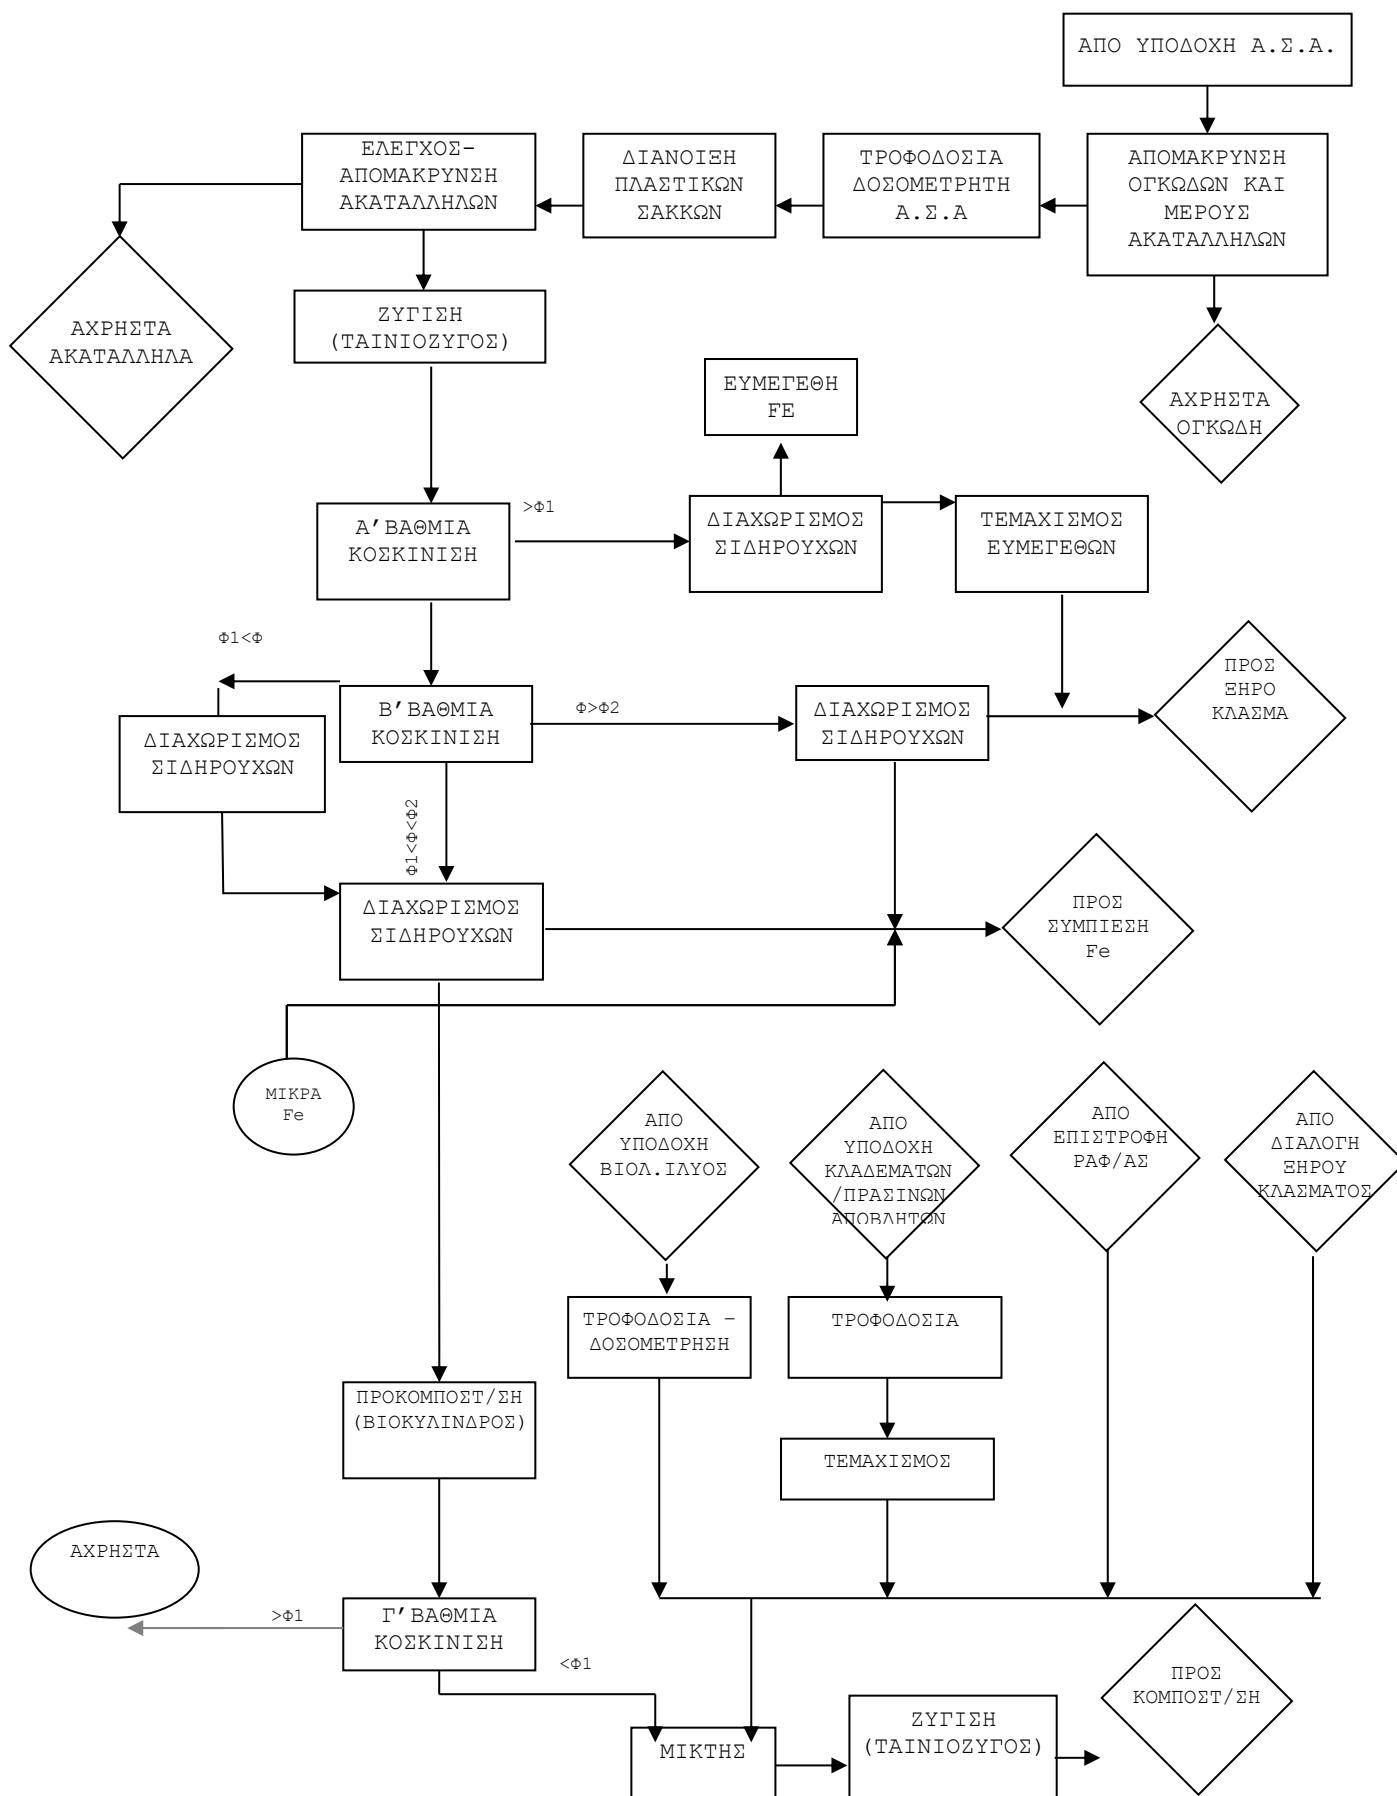 ΑΠΟ ΥΠΟΔΟΧΗ Α.Σ.Α.
ΕΛΕΓΧΟΣ-
ΑΠΟΜΑΚΡΥΝΣΗ
ΑΚΑΤΑΛΛΗΛΩΝ
ΔΙΑΝΟΙΞΗ
ΠΛΑΣΤΙΚΩΝ
ΣΑΚΚΩΝ
ΤΡΟΦΟΔΟΣΙΑ
ΔΟΣΟΜΕΤΡΗΤΗ
Α.Σ.Α
ΑΠΟΜΑΚΡΥΝΣΗ
ΟΓΚΩΔΩΝ ΚΑΙ
ΜΕΡΟΥΣ
ΑΚΑΤΑΛΛΗΛΩΝ
ΑΧΡΗΣΤΑ
ΑΚΑΤΑΛΛΗΛΑ
ΖΥΓΙΣΗ
(ΤΑΙΝΙΟΖΥΓΟΣ)
ΕΥΜΕΓΕΘΗ
FE
ΑΧΡΗΣΤΑ
ΟΓΚΩΔΗ
Α’ΒΑΘΜΙΑ
ΚΟΣΚΙΝΙΣΗ
>Φ1
ΔΙΑΧΩΡΙΣΜΟΣ
ΣΙΔΗΡΟΥΧΩΝ
ΤΕΜΑΧΙΣΜΟΣ
ΕΥΜΕΓΕΘΩΝ
Φ1<Φ
ΔΙΑΧΩΡΙΣΜΟΣ
ΣΙΔΗΡΟΥΧΩΝ
Β’ΒΑΘΜΙΑ
ΚΟΣΚΙΝΙΣΗ
Φ>Φ2
ΔΙΑΧΩΡΙΣΜΟΣ
ΣΙΔΗΡΟΥΧΩΝ
ΠΡΟΣ
ΞΗΡΟ
ΚΛΑΣΜΑ
Φ1<Φ<Φ2
ΔΙΑΧΩΡΙΣΜΟΣ
ΣΙΔΗΡΟΥΧΩΝ
ΠΡΟΣ
ΣΥΜΠΙΕΣΗ
Fe
ΜΙΚΡΑ
Fe
ΑΠΟ
ΥΠΟΔΟΧΗ
ΒΙΟΛ.ΙΛΥΟΣ
ΑΠΟ
ΥΠΟΔΟΧΗ
ΚΛΑΔΕΜΑΤΩΝ
/ΠΡΑΣΙΝΩΝ
ΑΠΟΒΛΗΤΩΝ
ΑΠΟ
ΕΠΙΣΤΡΟΦΗ
ΡΑΦ/ΑΣ
ΑΠΟ
ΔΙΑΛΟΓΗ
ΞΗΡΟΥ
ΚΛΑΣΜΑΤΟΣ
ΤΡΟΦΟΔΟΣΙΑ –
ΔΟΣΟΜΕΤΡΗΣΗ
ΤΡΟΦΟΔΟΣΙΑ
ΠΡΟΚΟΜΠΟΣΤ/ΣΗ
(ΒΙΟΚΥΛΙΝΔΡΟΣ)
ΤΕΜΑΧΙΣΜΟΣ
ΑΧΡΗΣΤΑ
>Φ1
Γ’ΒΑΘΜΙΑ
ΚΟΣΚΙΝΙΣΗ
<Φ1
ΜΙΚΤΗΣ
ΖΥΓΙΣΗ
(ΤΑΙΝΙΟΖΥΓΟΣ)
ΠΡΟΣ
ΚΟΜΠΟΣΤ/ΣΗ